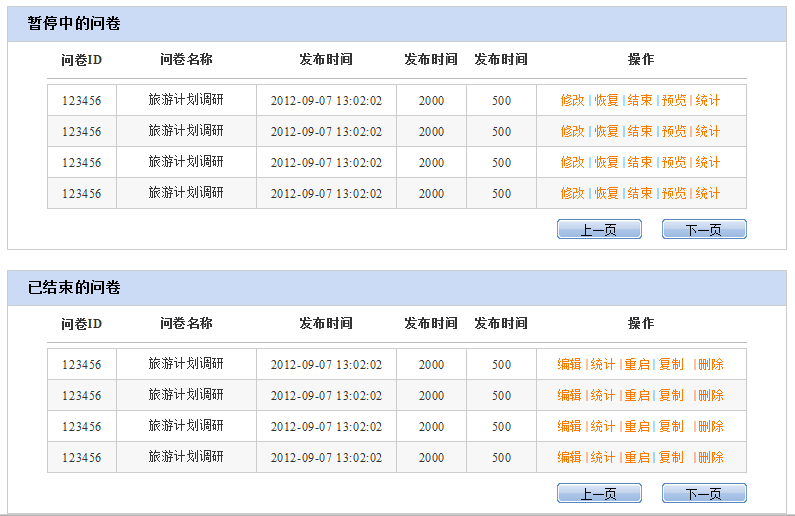 暂停中的问卷
问卷ID 问卷名称 发布时间 发布时间 发布时间 操作
123456 旅游计划调研 2012-09-07 13:02:02 2000 500 修改 | 恢复 | 结束 | 预览 | 统计
123456 旅游计划调研 2012-09-07 13:02:02 2000 500 修改 | 恢复 | 结束 | 预览 | 统计
123456 旅游计划调研 2012-09-07 13:02:02 2000 500 修改 | 恢复 | 结束 | 预览 | 统计
123456 旅游计划调研 2012-09-07 13:02:02 2000 500 修改 | 恢复 | 结束 | 预览 | 统计
上一页 下一页
已结束的问卷
问卷ID 问卷名称 发布时间 发布时间 发布时间 操作
123456 旅游计划调研 2012-09-07 13:02:02 2000 500 编辑 | 统计 | 重启 | 复制 | 删除
123456 旅游计划调研 2012-09-07 13:02:02 2000 500 编辑 | 统计 | 重启 | 复制 | 删除
123456 旅游计划调研 2012-09-07 13:02:02 2000 500 编辑 | 统计 | 重启 | 复制 | 删除
123456 旅游计划调研 2012-09-07 13:02:02 2000 500 编辑 | 统计 | 重启 | 复制 | 删除
上一页 下一页